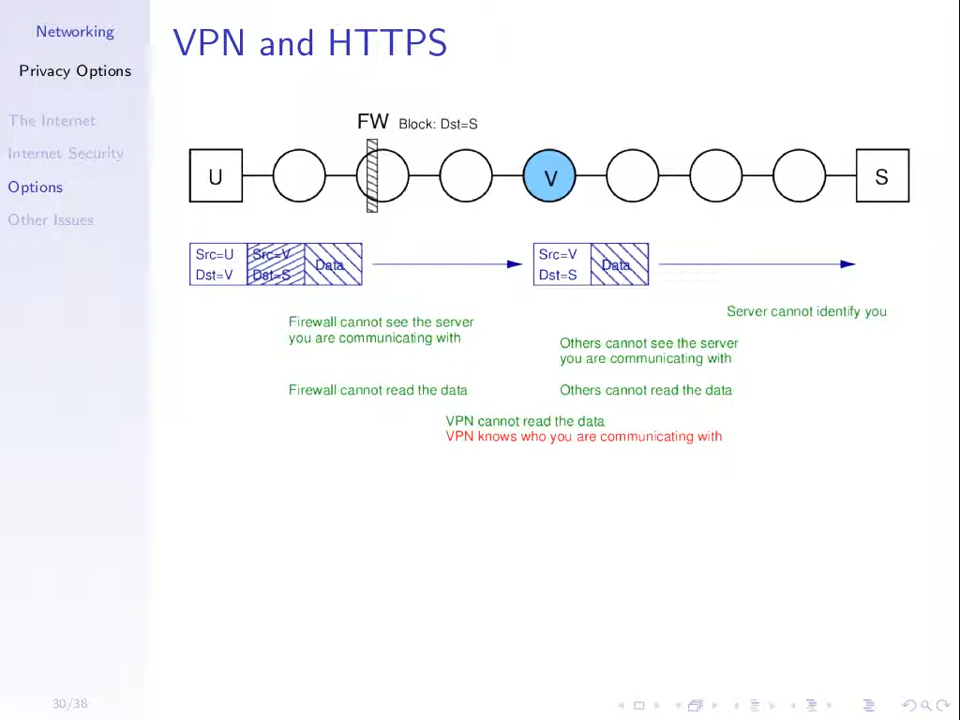 Networking
Privacy Options
The Internet
Internet Security
Options
Other Issues
VPN and HTTPS
FW Block: Dst=S
U
V
S
Src=U
Dst=V
Src=V
Dst=S
Data
Src=V
Dst=S
Data
Server cannot identify you
Firewall cannot see the server
you are communicating with
Others cannot see the server
you are communicating with
Firewall cannot read the data
Others cannot read the data
VPN cannot read the data
VPN knows who you are communicating with
30/38